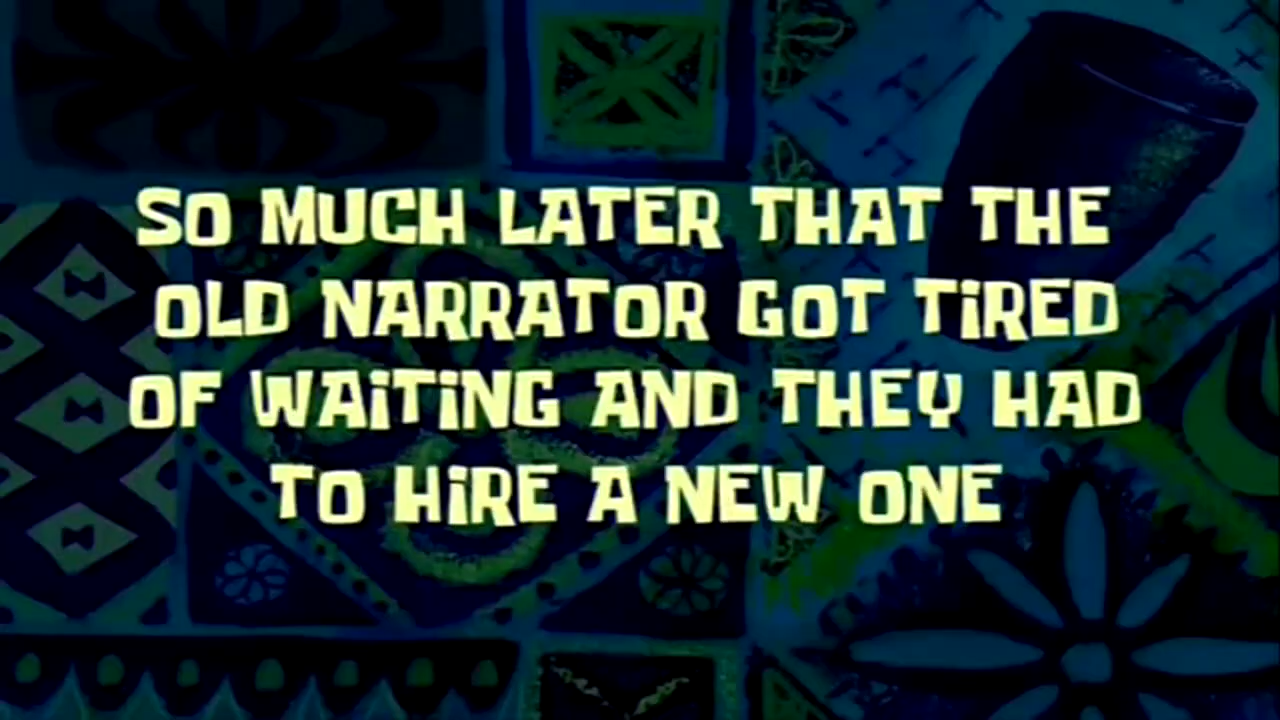 SO MUCH LATER THAT THE
OLD NARRATOR GOT TiRED
OF WAiTiNG AND THEY HAD
TO HiRE A NEW ONE